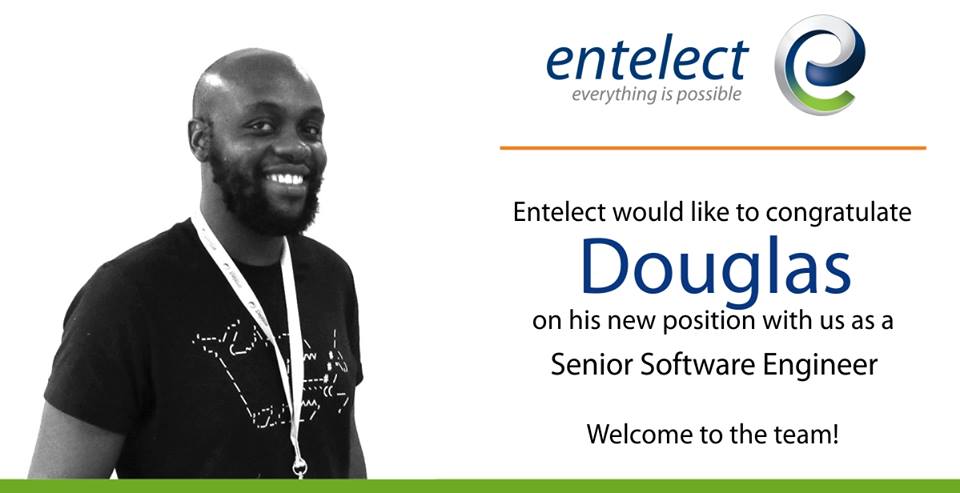 entelect
everything is possible
Entelect would like to congratulate
Douglas
on his new position with us as a
Senior Software Engineer
Welcome to the team!